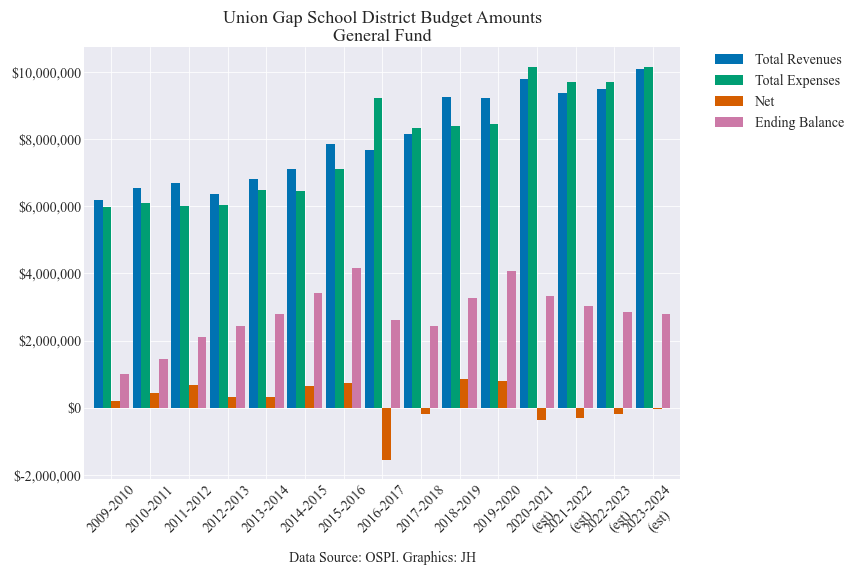 Union Gap School District Budget Amounts
General Fund
Total Revenues
Total Expenses
Net
Ending Balance
$10,000,000
$8,000,000
$6,000,000
$4,000,000
$2,000,000
$0
$-2,000,000
2009-2010
2010-2011
2011-2012
2012-2013
2013-2014
2014-2015
2015-2016
2016-2017
2017-2018
2018-2019
2019-2020
2020-2021
(est)
2021-2022
(est)
2022-2023
(est)
2023-2024
(est)
Data Source: OSPI. Graphics: JH